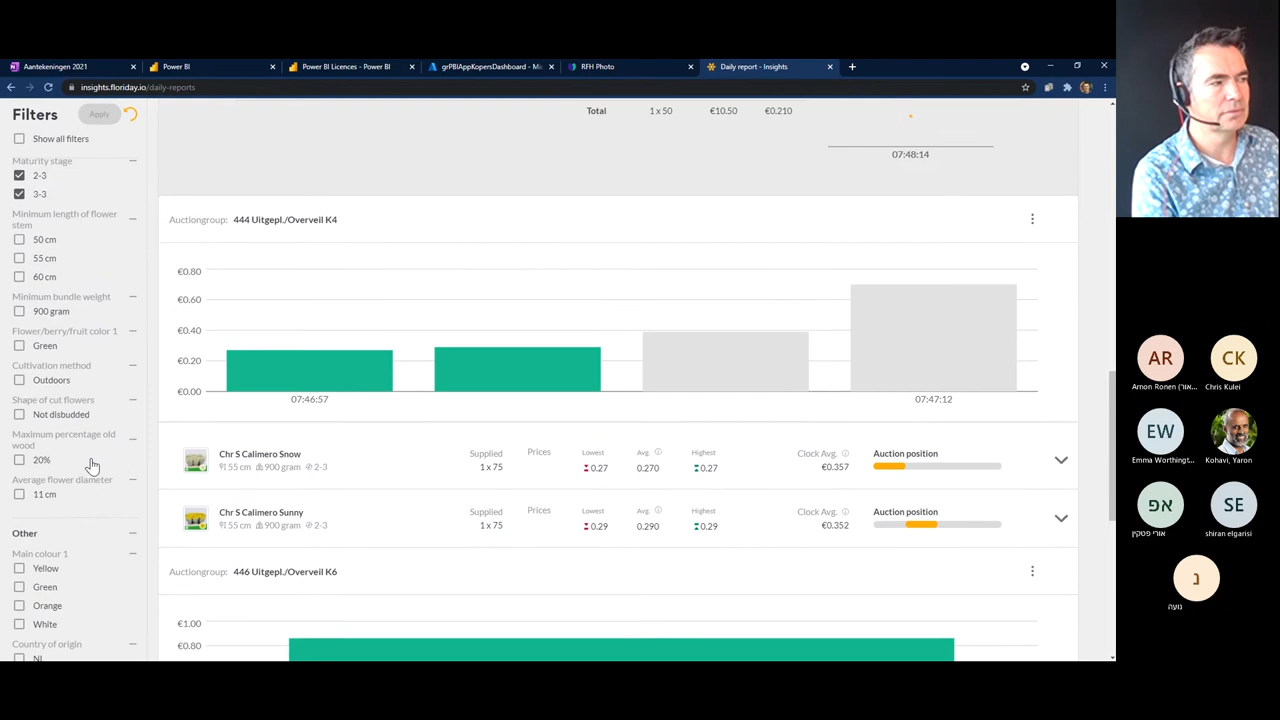 Aantekeningen 2021
Power BI
Power BI Licences - Power BI
grPBIAppKopersDashboard - Mic
RFH Photo
Daily report - Insights
insights.floriday.io/daily-reports
Filters
Apply
Show all filters
Maturity stage
2-3
3-3
Minimum length of flower
stem
50 cm
55 cm
60 cm
Minimum bundle weight
900 gram
Flower/berry/fruit color 1
Green
Cultivation method
Outdoors
Shape of cut flowers
Not disbudded
Maximum percentage old
wood
20%
Average flower diameter
11 cm
Other
Main colour 1
Yellow
Green
Orange
White
Country of origin
NL
Total 1 x 50 €10.50 €0.210
07:48:14
Auctiongroup: 444 Uitgepl./Overveil K4
€0.80
€0.60
€0.40
€0.20
€0.00
07:46:57 07:47:12
Chr S Calimero Snow
55 cm 900 gram 2-3
Supplied
1 x 75
Prices
Lowest
0.27
Avg.
0.270
Highest
0.27
Clock Avg.
€0.357
Auction position
Chr S Calimero Sunny
55 cm 900 gram 2-3
Supplied
1 x 75
Prices
Lowest
0.29
Avg.
0.290
Highest
0.29
Clock Avg.
€0.352
Auction position
Auctiongroup: 446 Uitgepl./Overveil K6
€1.00
€0.80
AR
Arnon Ronen (אור...
CK
Chris Kulei
EW
Emma Worthingt...
Kohavi, Yaron
אפ
אורי פטקין
SE
shiran elgarisi
נ
נועה